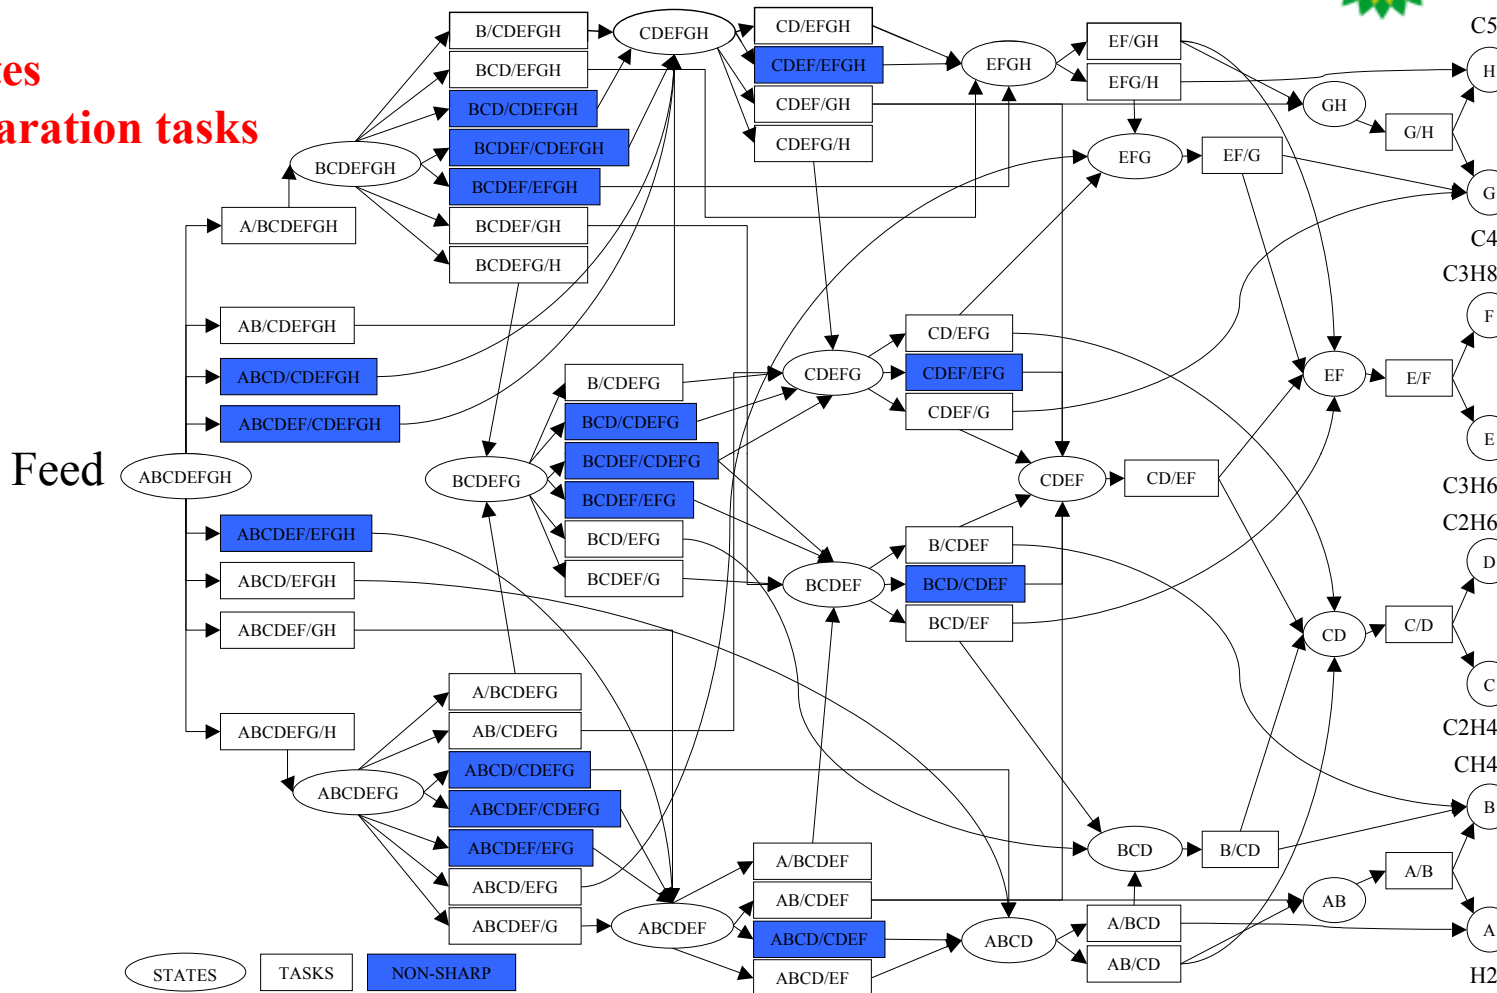 tes
aration tasks
Feed
ABCDEFGH
A/BCDEFGH
AB/CDEFGH
ABCD/CDEFGH
ABCDEF/CDEFGH
ABCDEF/EFGH
ABCD/EFGH
ABCDEF/GH
ABCDEFG/H
BCDEFGH
ABCDEFG
B/CDEFGH
BCD/EFGH
BCD/CDEFGH
BCDEF/CDEFGH
BCDEF/EFGH
BCDEF/GH
BCDEFG/H
BCDEFG
A/BCDEFG
AB/CDEFG
ABCD/CDEFG
ABCDEF/CDEFG
ABCDEF/EFG
ABCD/EFG
ABCDEF/G
B/CDEFG
BCD/CDEFG
BCDEF/CDEFG
BCDEF/EFG
BCD/EFG
BCDEF/G
CDEFGH
ABCDEF
CD/EFGH
CDEF/EFGH
CDEF/GH
CDEFG/H
CDEFG
BCDEF
A/BCDEF
AB/CDEF
ABCD/CDEF
ABCD/EF
CD/EFG
CDEF/EFG
CDEF/G
B/CDEF
BCD/CDEF
BCD/EF
EFGH
CDEF
ABCD
EF/GH
EFG/H
EFG
CD/EF
BCD
A/BCD
AB/CD
EF/G
B/CD
GH
EF
CD
AB
G/H
E/F
C/D
A/B
C5
H
G
C4
C3H8
F
E
C3H6
C2H6
D
C
C2H4
CH4
B
A
H2
STATES
TASKS
NON-SHARP